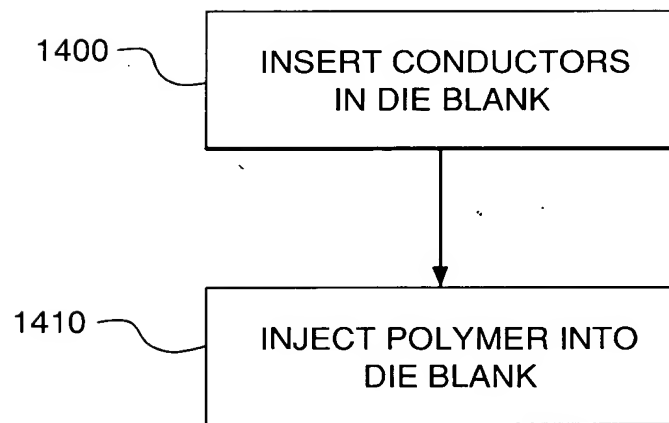 1400
INSERT CONDUCTORS
IN DIE BLANK
1410
INJECT POLYMER INTO
DIE BLANK